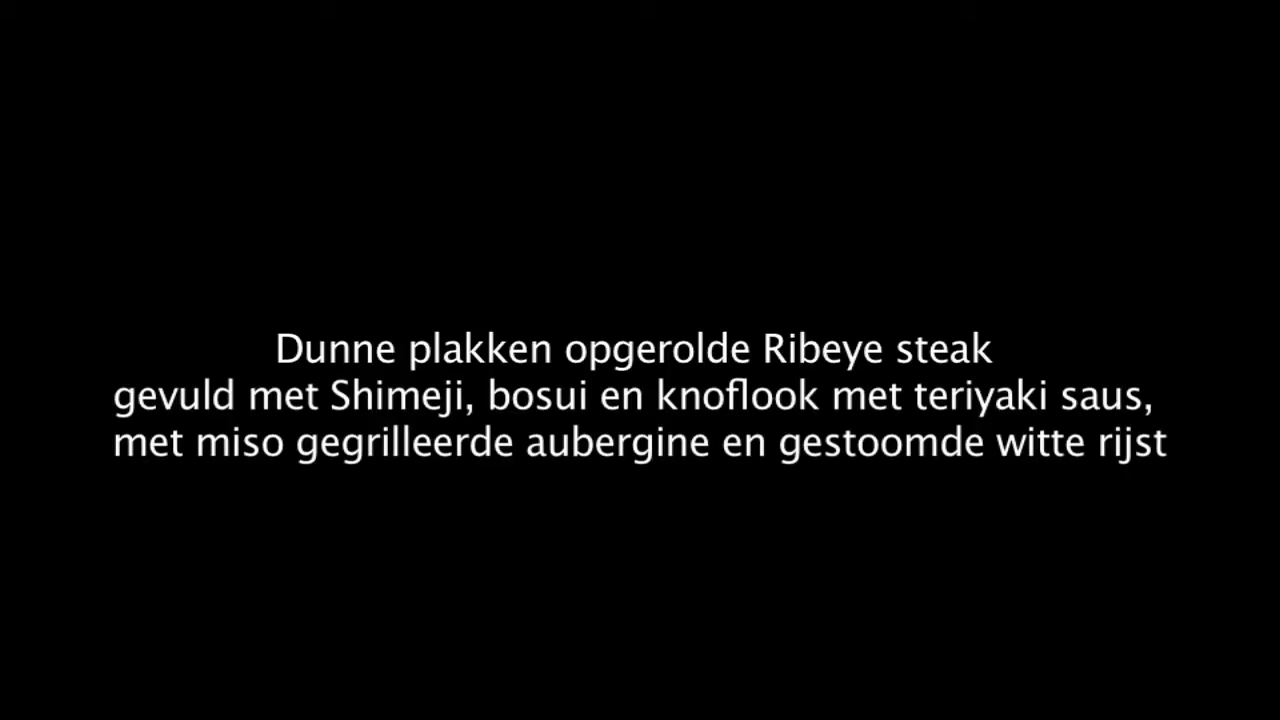 Dunne plakken opgerolde Ribeye steak
gevuld met Shimeji, bosui en knoflook met teriyaki saus,
met miso gegrilleerde aubergine en gestoomde witte rijst